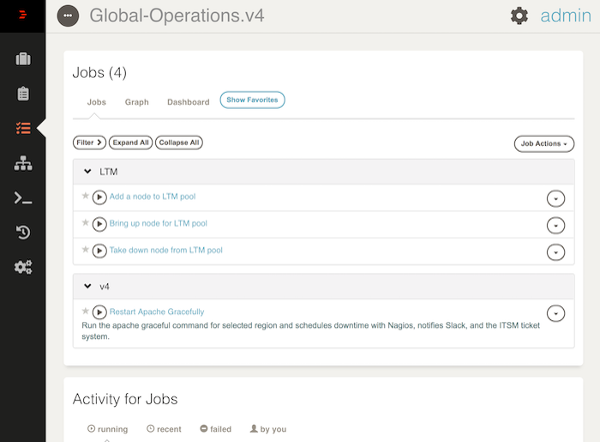 Global-Operations.v4
admin
Jobs (4)
Jobs Graph Dashboard Show Favorites
Filter Expand All Collapse All Job Actions
LTM
Add a node to LTM pool
Bring up node for LTM pool
Take down node from LTM pool
v4
Restart Apache Gracefully
Run the apache graceful command for selected region and schedules downtime with Nagios, notifies Slack, and the ITSM ticket
system.
Activity for Jobs
running recent failed by you